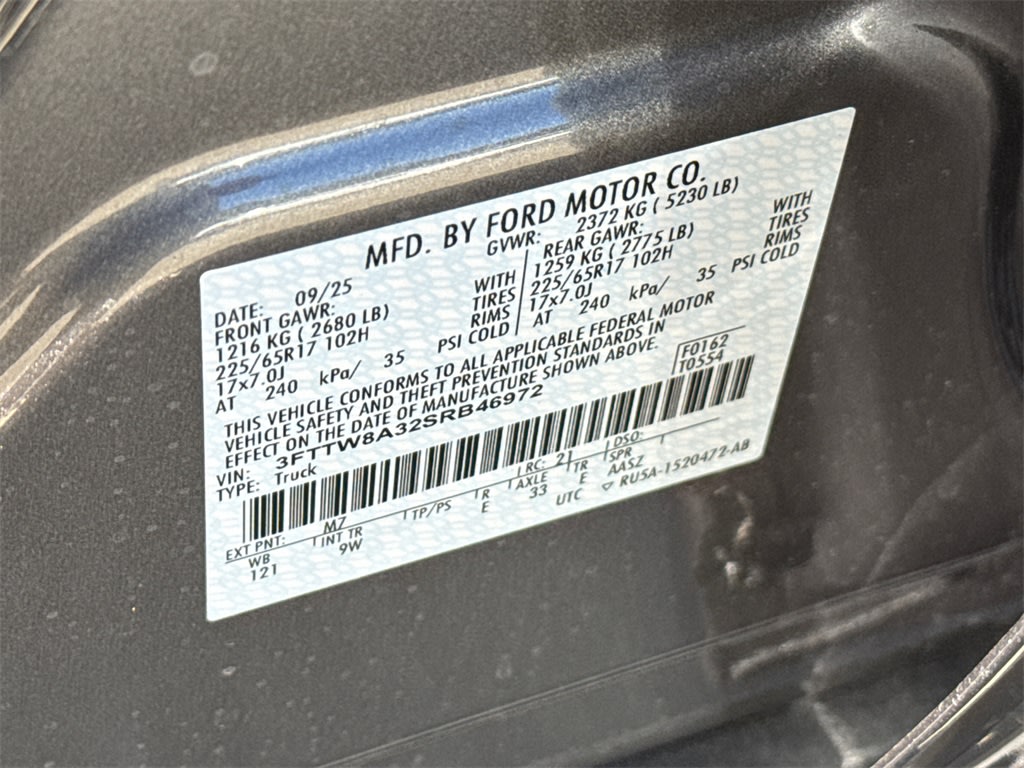 MFD. BY FORD MOTOR CO.
DATE: 09/25 GVWR: 2372 KG ( 5230 LB)
FRONT GAWR: REAR GAWR:
1216 KG ( 2680 LB) WITH 1259 KG ( 2775 LB) WITH
225/65R17 102H TIRES 225/65R17 102H TIRES
17x7.0J RIMS 17x7.0J RIMS
AT 240 kPa/ 35 PSI COLD AT 240 kPa/ 35 PSI COLD
THIS VEHICLE CONFORMS TO ALL APPLICABLE FEDERAL MOTOR
VEHICLE SAFETY AND THEFT PREVENTION STANDARDS IN
EFFECT ON THE DATE OF MANUFACTURE SHOWN ABOVE.
VIN: 3FTTW8A32SRB46972 F0162
TYPE: Truck T0554
EXT PNT: M7 RC: 21 DSO:
WB INT TR TP/PS R AXLE TR SPR
121 9W E 33 E AASZ
UTC RU5A-1520472-AB